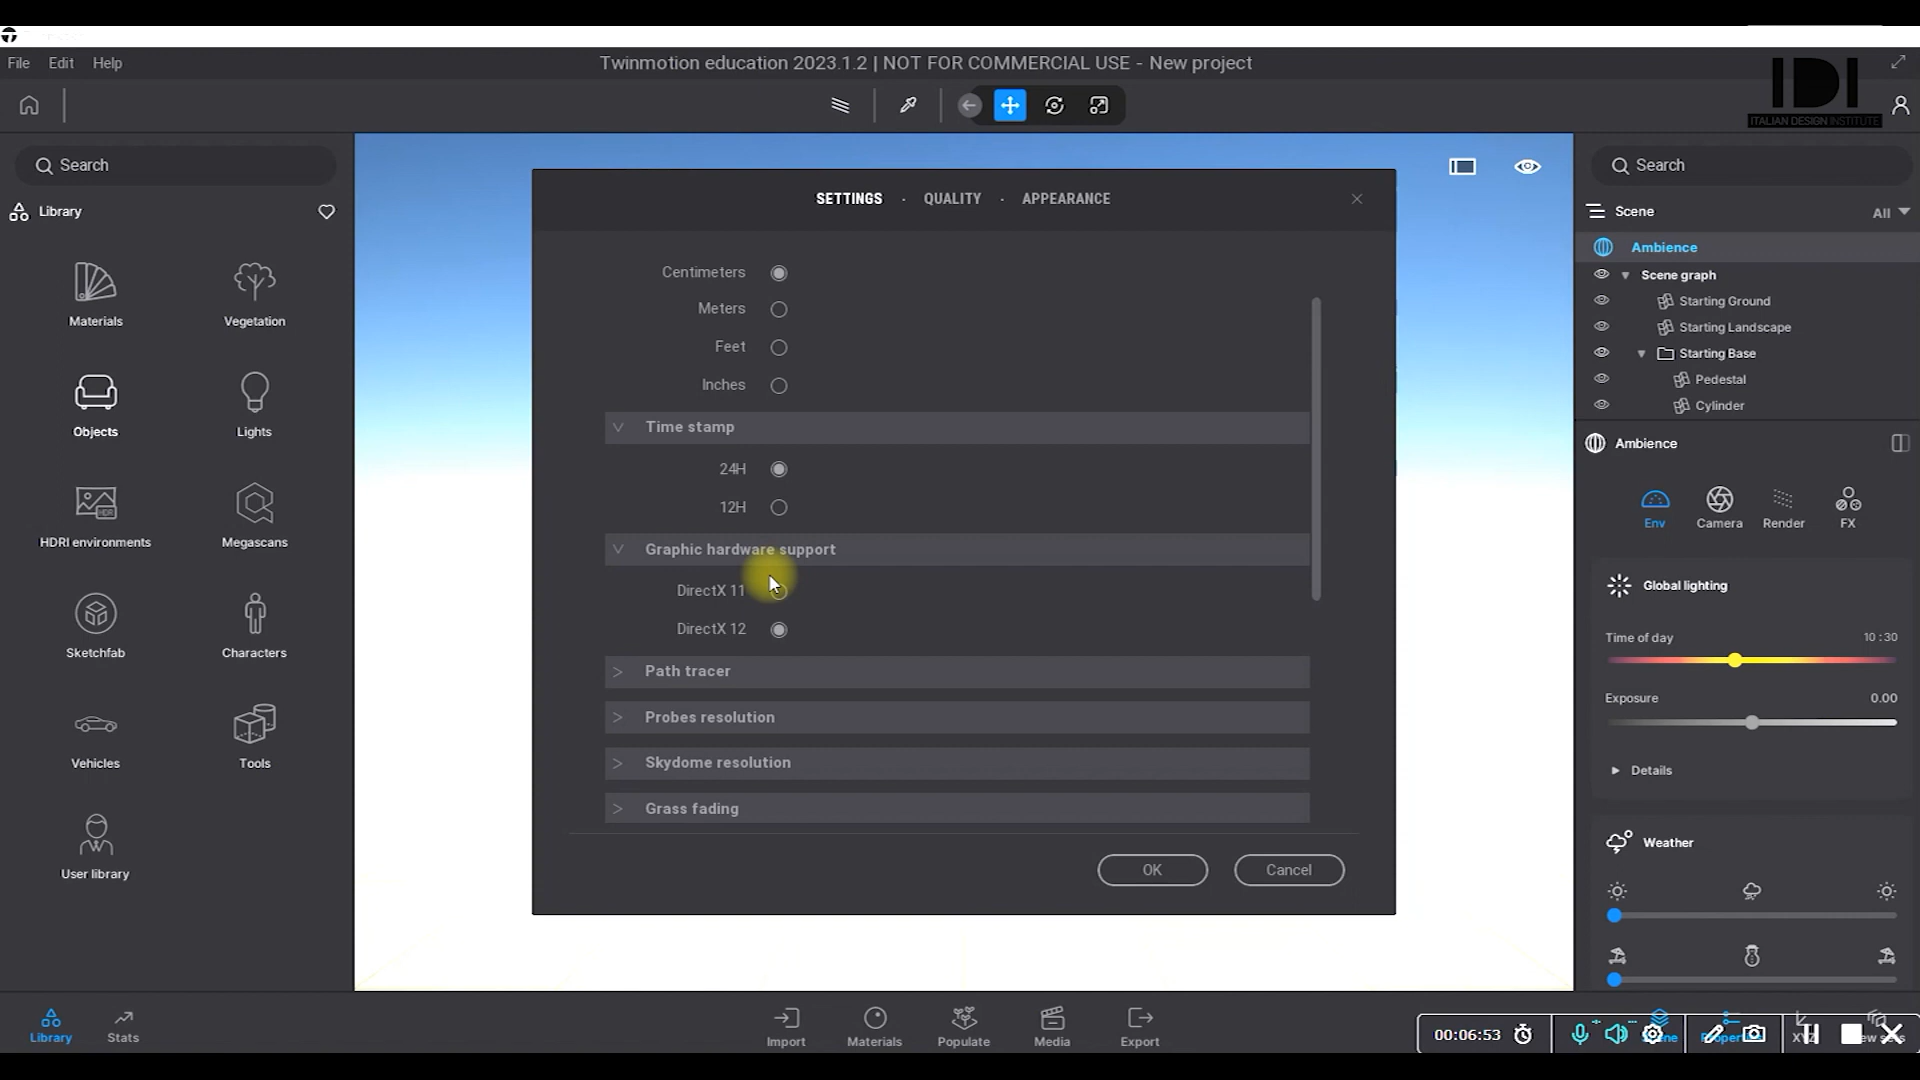 File Edit Help
Twinmotion education 2023.1.2 | NOT FOR COMMERCIAL USE - New project
IDI
ITALIAN DESIGN INSTITUTE
Search
Library
Materials
Vegetation
Objects
Lights
HDR
HDRI environments
Megascans
Sketchfab
Characters
Vehicles
Tools
User library
SETTINGS · QUALITY · APPEARANCE
Centimeters
Meters
Feet
Inches
Time stamp
24H
12H
Graphic hardware support
DirectX 11
DirectX 12
Path tracer
Probes resolution
Skydome resolution
Grass fading
OK
Cancel
Search
Scene
All
Ambience
Scene graph
Starting Ground
Starting Landscape
Starting Base
Pedestal
Cylinder
Ambience
Env
Camera
Render
FX
Global lighting
Time of day 10:30
Exposure 0.00
Details
Weather
Library
Stats
Import
Materials
Populate
Media
Export
00:06:53